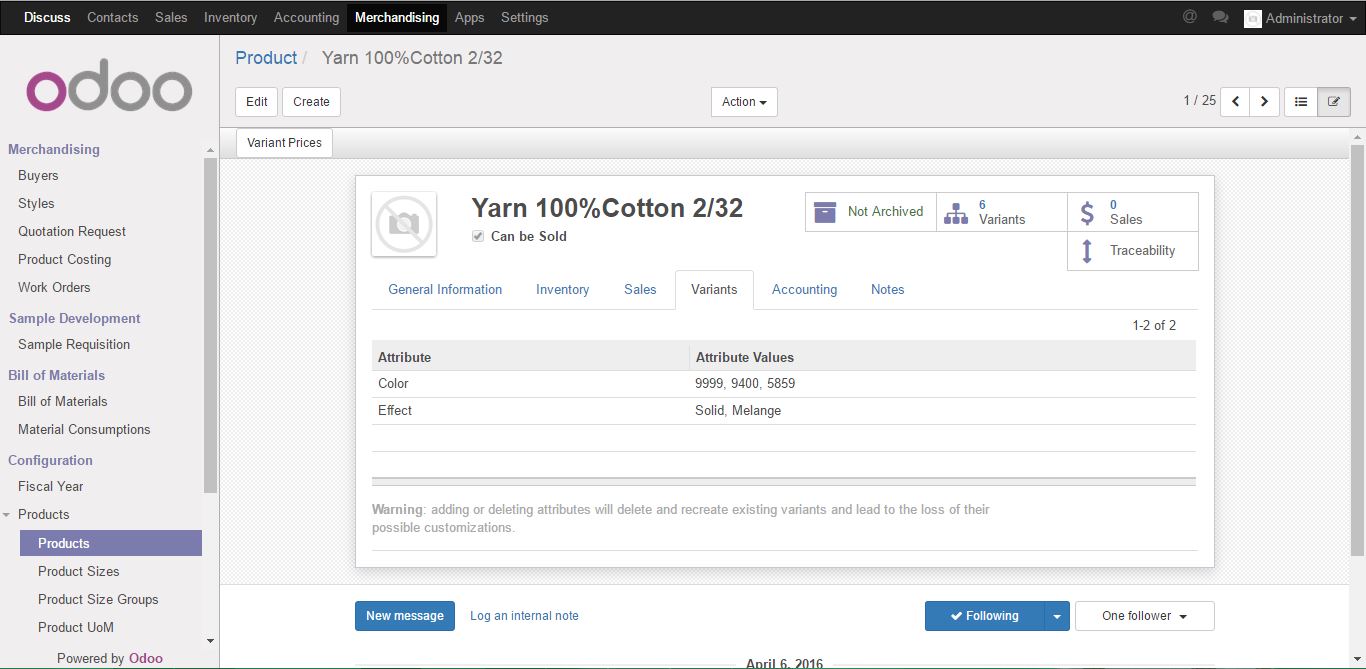 Discuss Contacts Sales Inventory Accounting Merchandising Apps Settings @ Administrator
odoo
Merchandising
Buyers
Styles
Quotation Request
Product Costing
Work Orders
Sample Development
Sample Requisition
Bill of Materials
Bill of Materials
Material Consumptions
Configuration
Fiscal Year
Products
Products
Product Sizes
Product Size Groups
Product UoM
Powered by Odoo
Product / Yarn 100%Cotton 2/32
Edit Create Action 1 / 25
Variant Prices
Yarn 100%Cotton 2/32
Can be Sold
Not Archived
6
Variants
$ 0
Sales
Traceability
General Information Inventory Sales Variants Accounting Notes
1-2 of 2
Attribute Attribute Values
Color 9999, 9400, 5859
Effect Solid, Melange
Warning: adding or deleting attributes will delete and recreate existing variants and lead to the loss of their
possible customizations.
New message Log an internal note Following One follower
April 6, 2016